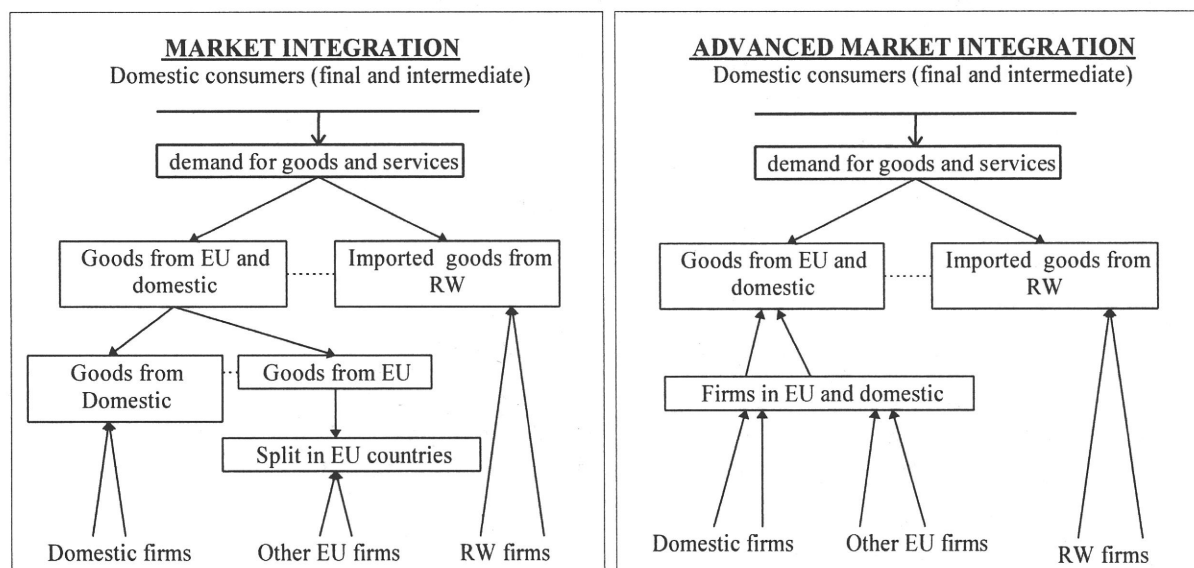 MARKET INTEGRATION
Domestic consumers (final and intermediate)
demand for goods and services
Goods from EU and
domestic
Imported goods from
RW
Goods from
Domestic
Goods from EU
Split in EU countries
Domestic firms
Other EU firms
RW firms
ADVANCED MARKET INTEGRATION
Domestic consumers (final and intermediate)
demand for goods and services
Goods from EU and
domestic
Imported goods from
RW
Firms in EU and domestic
Domestic firms
Other EU firms
RW firms